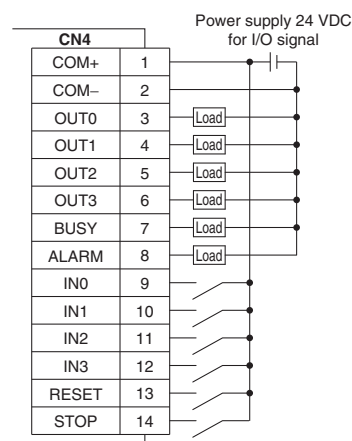 Power supply 24 VDC
for I/O signal
CN4
COM+ 1
COM– 2
OUT0 3 Load
OUT1 4 Load
OUT2 5 Load
OUT3 6 Load
BUSY 7 Load
ALARM 8 Load
IN0 9
IN1 10
IN2 11
IN3 12
RESET 13
STOP 14